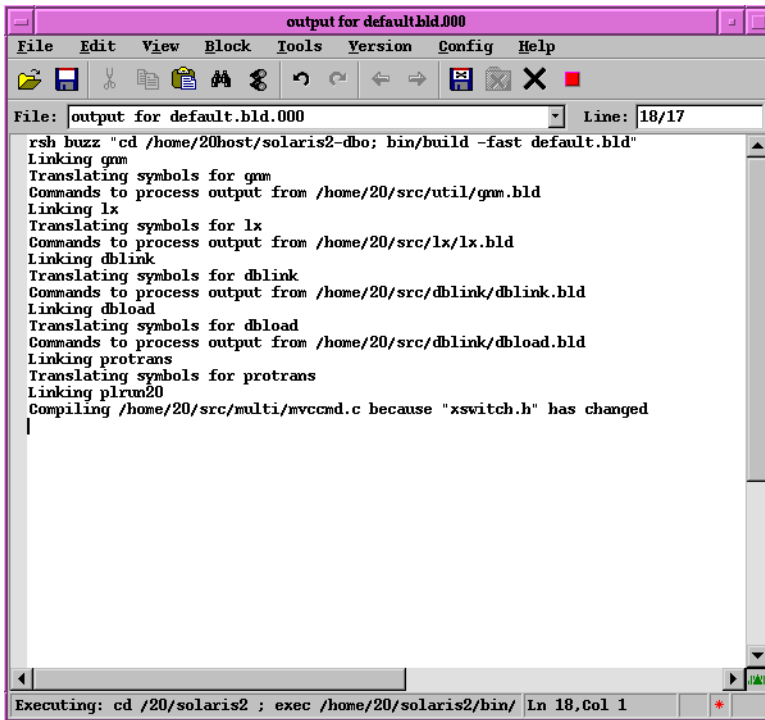 output for default.bld.000
File Edit View Block Tools Version Config Help
File: output for default.bld.000 Line: 18/17
rsh buzz "cd /home/20host/solaris2-dbo; bin/build -fast default.bld"
Linking gnm
Translating symbols for gnm
Commands to process output from /home/20/src/util/gnm.bld
Linking lx
Translating symbols for lx
Commands to process output from /home/20/src/lx/lx.bld
Linking dblink
Translating symbols for dblink
Commands to process output from /home/20/src/dblink/dblink.bld
Linking dbload
Translating symbols for dbload
Commands to process output from /home/20/src/dblink/dbload.bld
Linking protrans
Translating symbols for protrans
Linking plrun20
Compiling /home/20/src/multi/mvccmd.c because "xswitch.h" has changed
Executing: cd /20/solaris2 ; exec /home/20/solaris2/bin/ Ln 18,Col 1 *